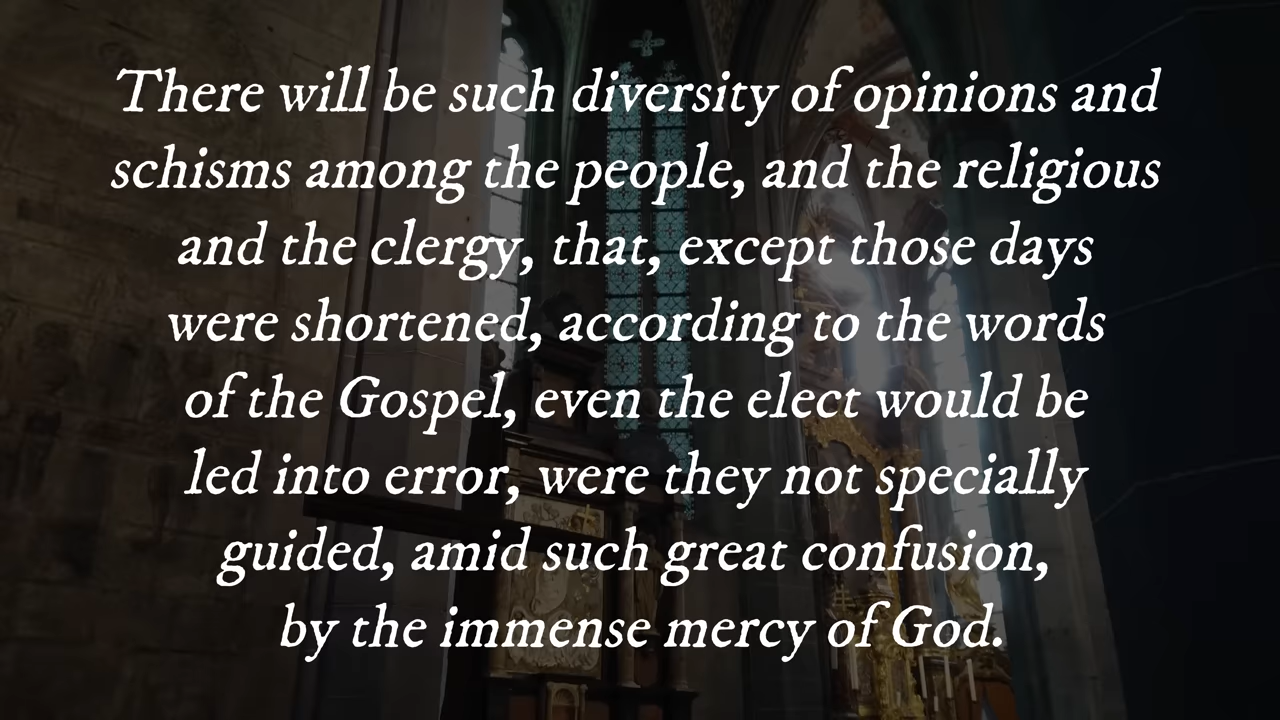 There will be such diversity of opinions and
schisms among the people, and the religious
and the clergy, that, except those days
were shortened, according to the words
of the Gospel, even the elect would be
led into error, were they not specially
guided, amid such great confusion,
by the immense mercy of God.